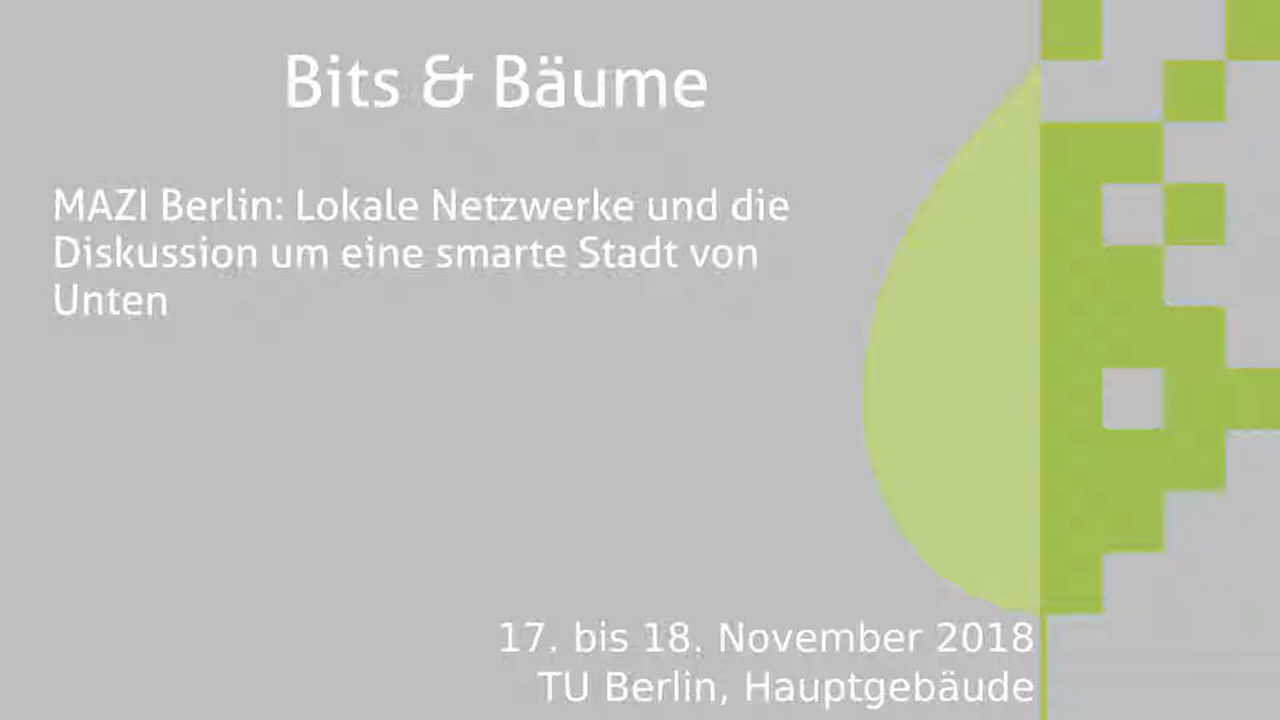 Bits & Bäume
MAZI Berlin: Lokale Netzwerke und die
Diskussion um eine smarte Stadt von
Unten
17. bis 18. November 2018
TU Berlin, Hauptgebäude